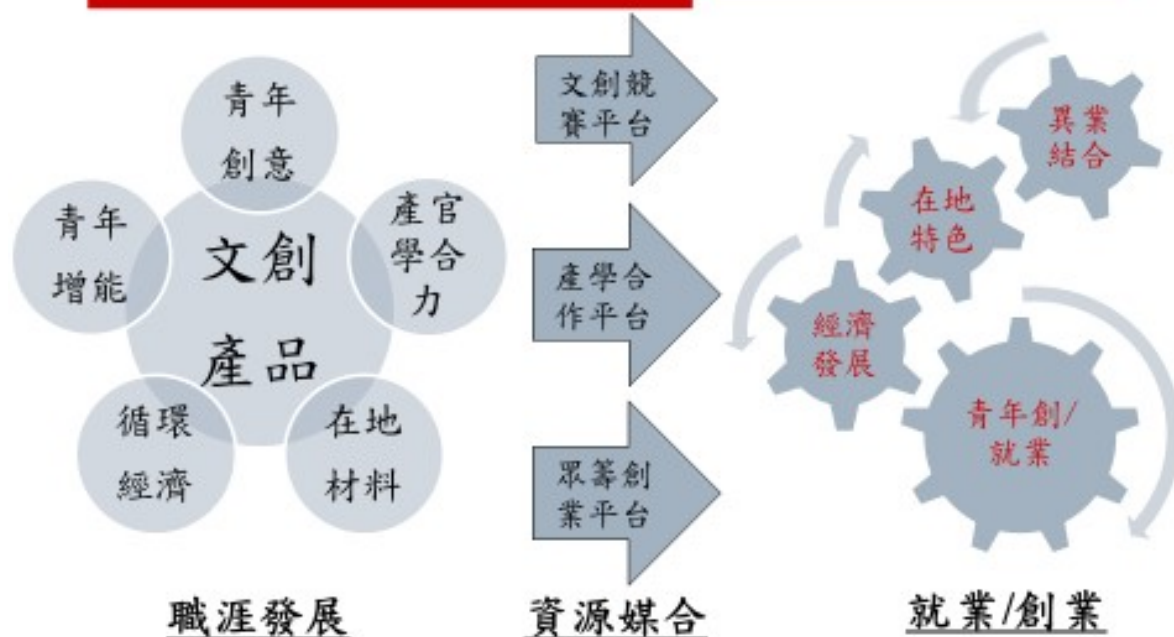 青年
創意
青年
增能
產官
學合
力
文創
產品
循環
經濟
在地
材料
職涯發展
文創競
賽平台
產學合
作平台
眾籌創
業平台
資源媒合
異業
結合
在地
特色
經濟
發展
青年創/
就業
就業/創業